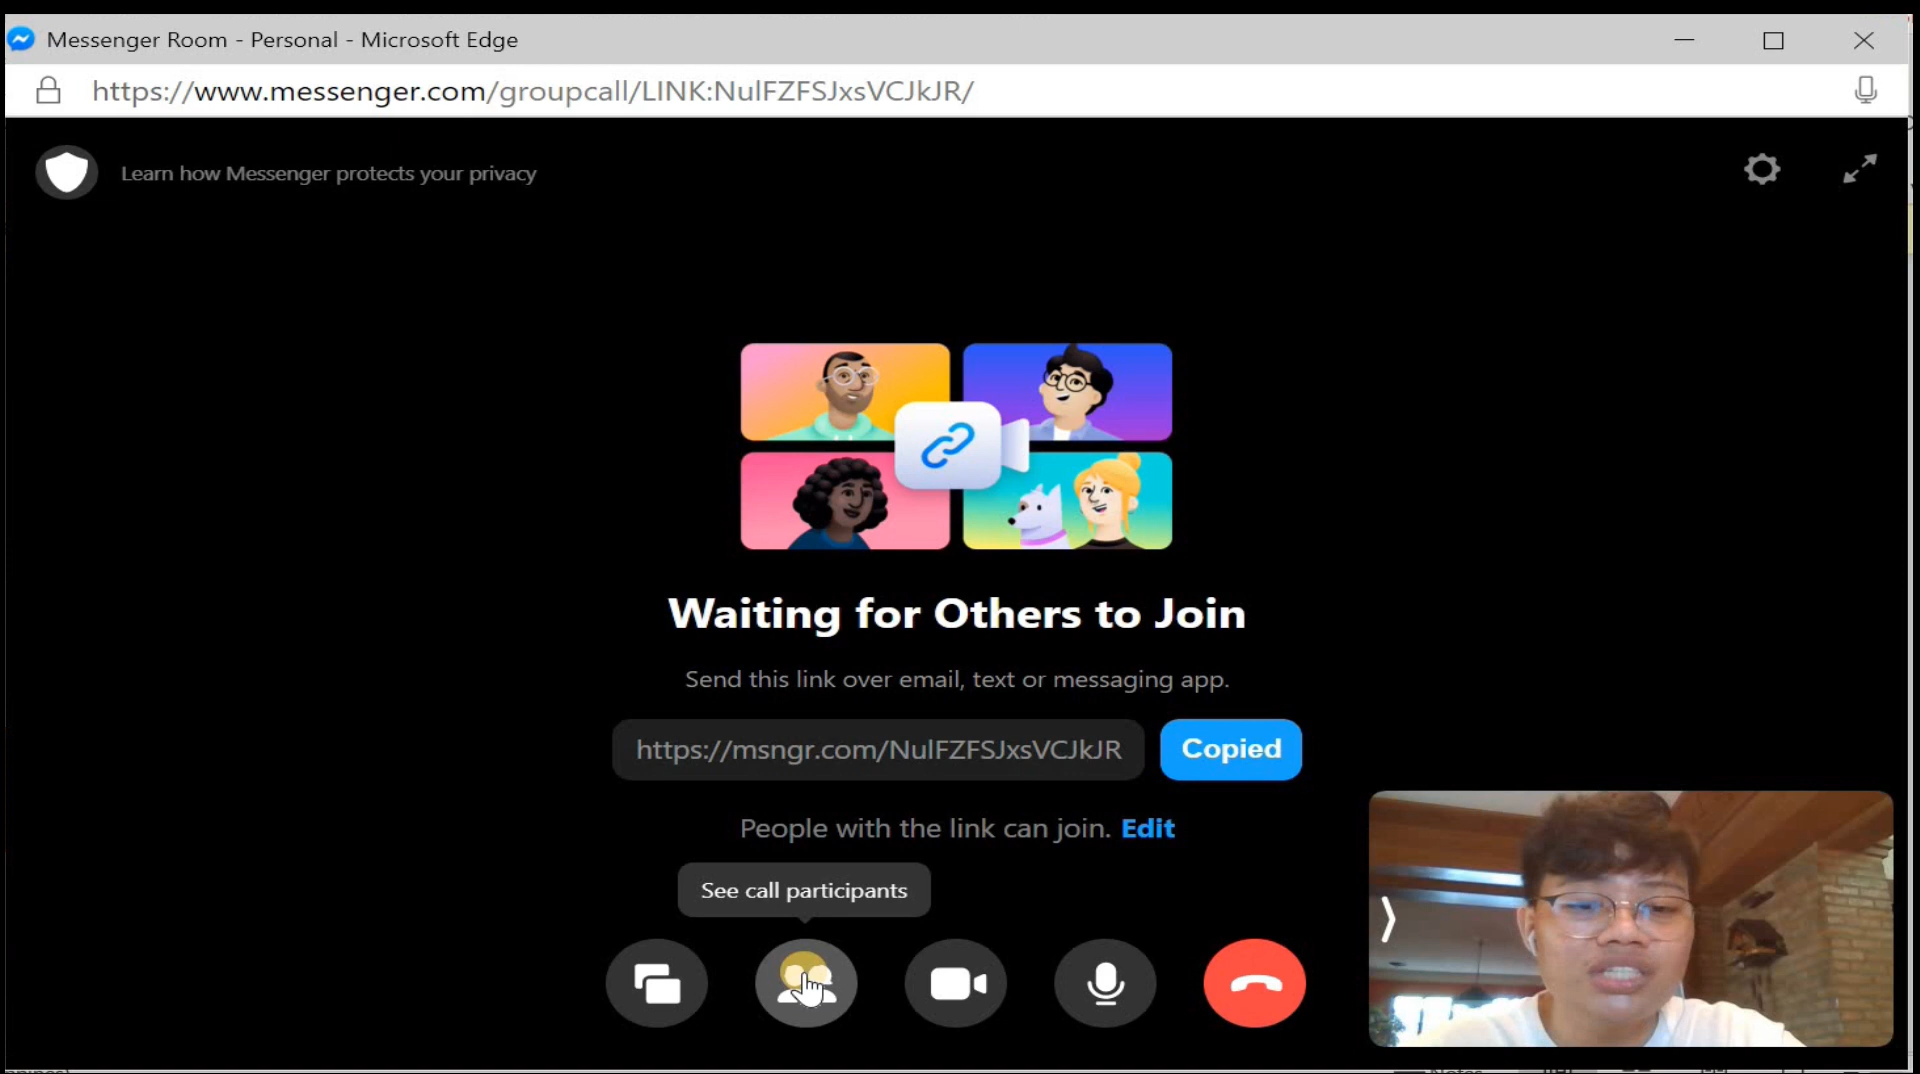 Messenger Room - Personal - Microsoft Edge
https://www.messenger.com/groupcall/LINK:NulFZFSJxsVCJkJR/
Learn how Messenger protects your privacy
Waiting for Others to Join
Send this link over email, text or messaging app.
https://msngr.com/NulFZFSJxsVCJkJR
Copied
People with the link can join. Edit
See call participants
Notes